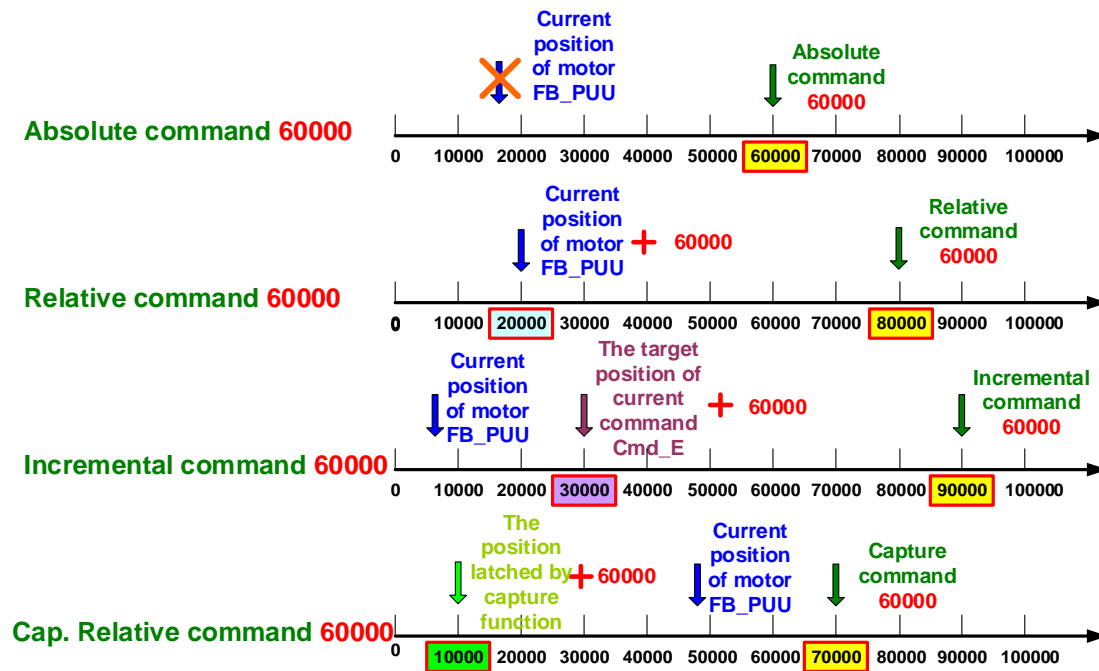 Current
position
of motor
FB_PUU
Absolute
command
60000
Absolute command 60000
0 10000 20000 30000 40000 50000 60000 70000 80000 90000 100000
Current
position
of motor
FB_PUU
+ 60000
Relative
command
60000
Relative command 60000
0 10000 20000 30000 40000 50000 60000 70000 80000 90000 100000
Current
position
of motor
FB_PUU
The target
position of
current
command
Cmd_E
+ 60000
Incremental
command
60000
Incremental command 60000
0 10000 20000 30000 40000 50000 60000 70000 80000 90000 100000
The
position
latched by
capture
function
+ 60000
Current
position
of motor
FB_PUU
Capture
command
60000
Cap. Relative command 60000
0 10000 20000 30000 40000 50000 60000 70000 80000 90000 100000